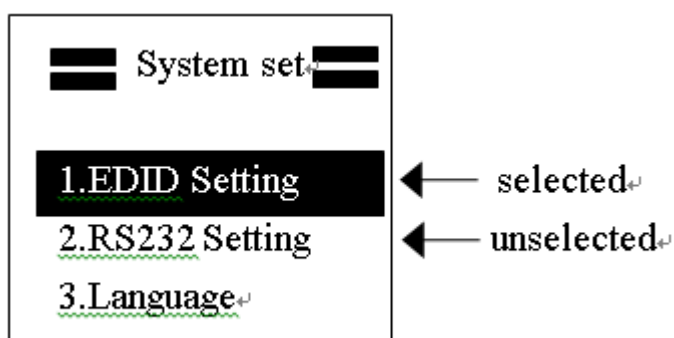 System set
1.EDID Setting
selected
2.RS232 Setting
unselected
3.Language